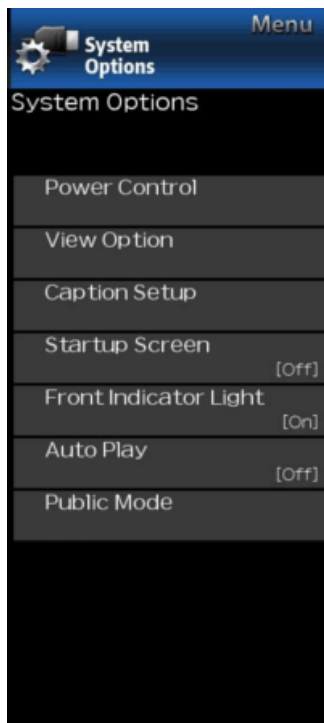 Menu
System
Options
System Options
Power Control
View Option
Caption Setup
Startup Screen
[Off]
Front Indicator Light
[On]
Auto Play
[Off]
Public Mode